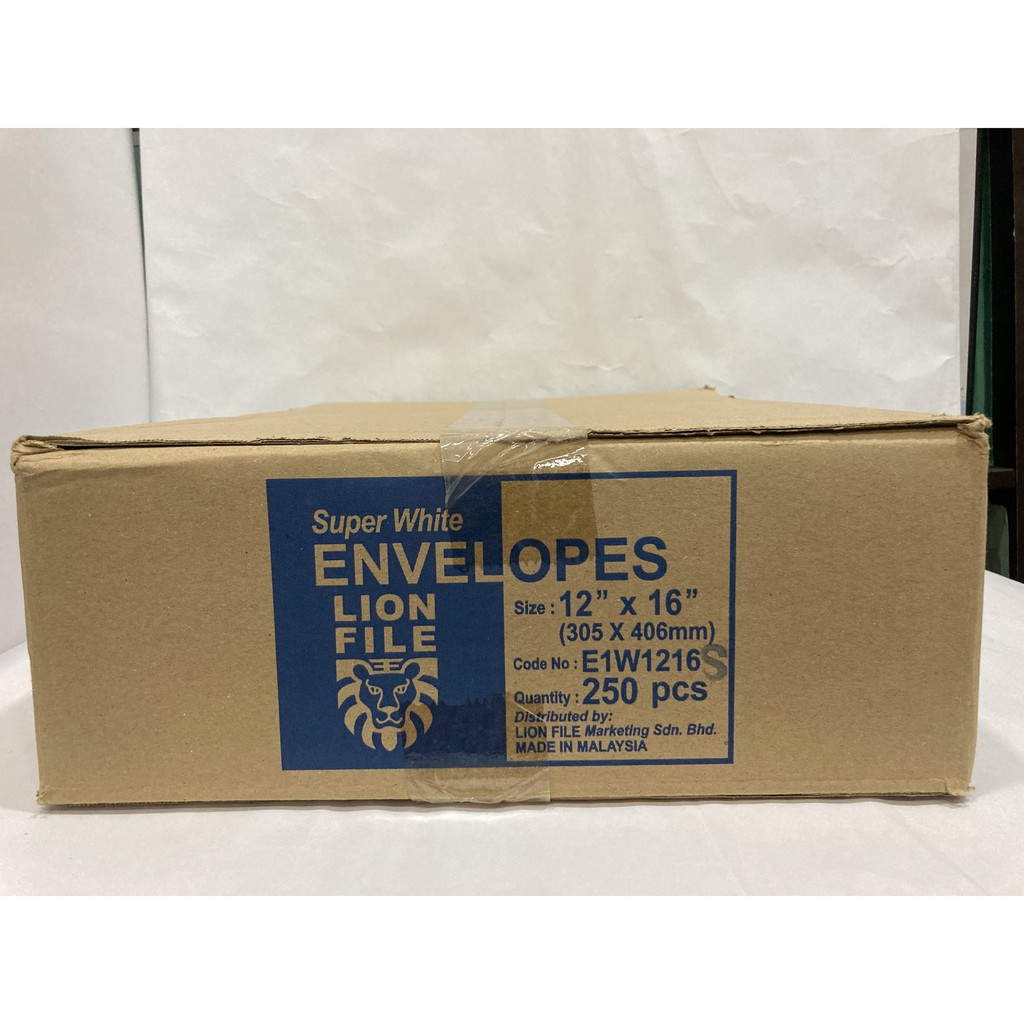 Super White
ENVELOPES
LION
FILE
Size : 12” x 16”
(305 X 406mm)
Code No : E1W1216S
Quantity : 250 pcs
Distributed by:
LION FILE Marketing Sdn. Bhd.
MADE IN MALAYSIA